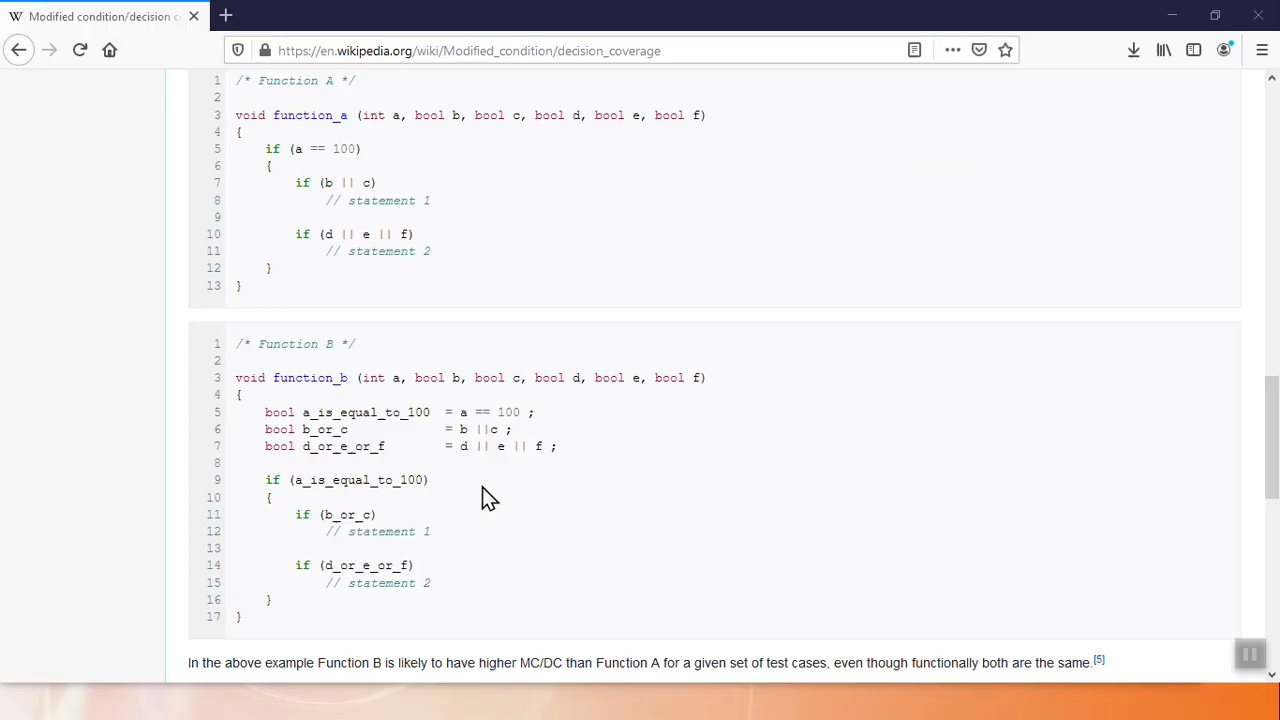 Modified condition/decision co
https://en.wikipedia.org/wiki/Modified_condition/decision_coverage
1 /* Function A */
2
3 void function_a (int a, bool b, bool c, bool d, bool e, bool f)
4 {
5 if (a == 100)
6 {
7 if (b || c)
8 // statement 1
9
10 if (d || e || f)
11 // statement 2
12 }
13 }
1 /* Function B */
2
3 void function_b (int a, bool b, bool c, bool d, bool e, bool f)
4 {
5 bool a_is_equal_to_100 = a == 100 ;
6 bool b_or_c = b ||c ;
7 bool d_or_e_or_f = d || e || f ;
8
9 if (a_is_equal_to_100)
10 {
11 if (b_or_c)
12 // statement 1
13
14 if (d_or_e_or_f)
15 // statement 2
16 }
17 }
In the above example Function B is likely to have higher MC/DC than Function A for a given set of test cases, even though functionally both are the same.[5]